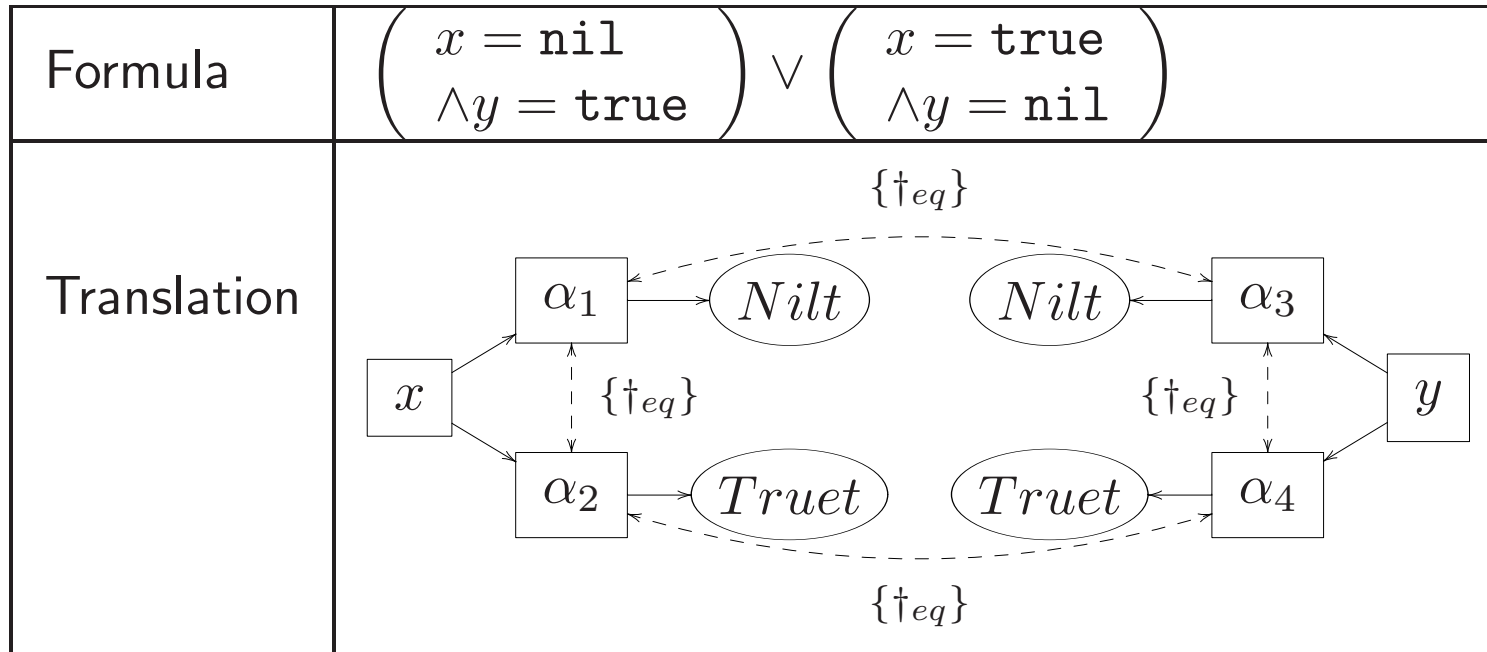 Formula
( x = nil ∧y = true ) ∨ ( x = true ∧y = nil )
Translation
{†eq}
α1 Nilt Nilt α3
x {†eq} {†eq} y
α2 Truet Truet α4
{†eq}